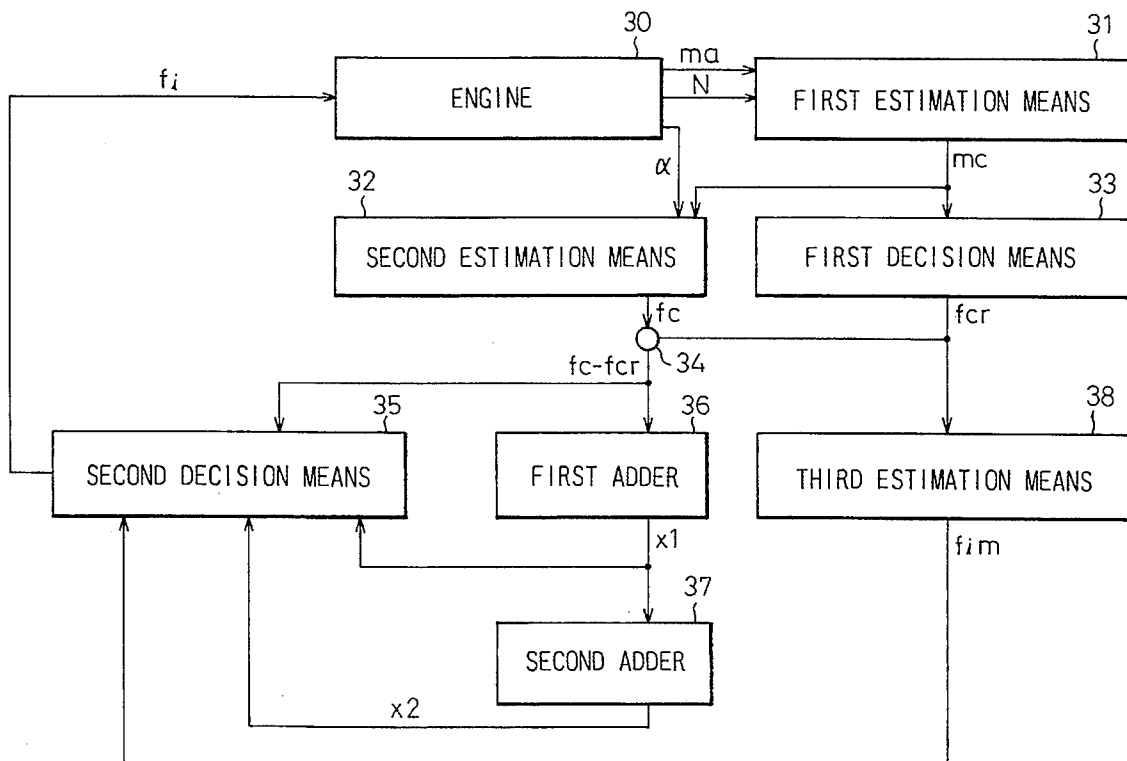 30
31
ma
N
fi
ENGINE
FIRST ESTIMATION MEANS
α
mc
32
33
SECOND ESTIMATION MEANS
FIRST DECISION MEANS
fc
fcr
34
fc-fcr
35
36
38
SECOND DECISION MEANS
FIRST ADDER
THIRD ESTIMATION MEANS
x1
fim
37
SECOND ADDER
x2